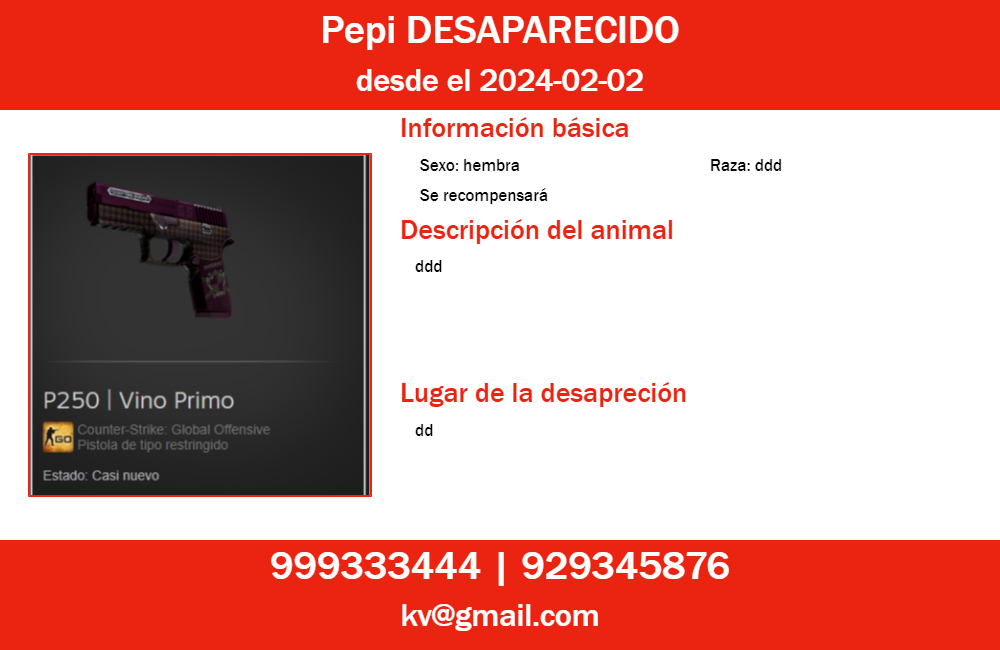 Pepi DESAPARECIDO
desde el 2024-02-02
Información básica
Sexo: hembra
Raza: ddd
Se recompensará
Descripción del animal
ddd
Lugar de la desapreción
dd
P250 | Vino Primo
GO
Counter-Strike: Global Offensive
Pistola de tipo restringido
Estado: Casi nuevo
999333444 | 929345876
kv@gmail.com